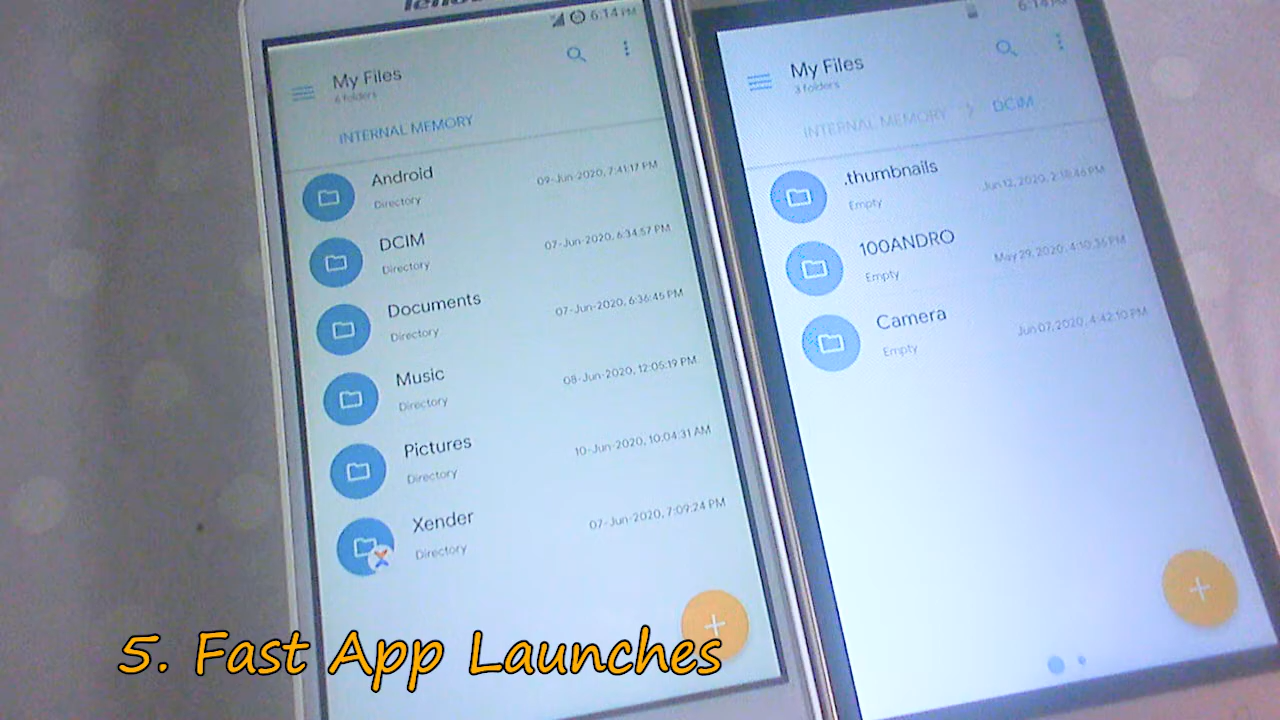 lenovo
6:14 PM
My Files
6 folders
INTERNAL MEMORY
Android
Directory
09-Jun-2020, 7:41:17 PM
DCIM
Directory
07-Jun-2020, 6:34:57 PM
Documents
Directory
07-Jun-2020, 6:36:45 PM
Music
Directory
08-Jun-2020, 12:05:19 PM
Pictures
Directory
10-Jun-2020, 10:04:31 AM
Xender
Directory
07-Jun-2020, 7:09:24 PM
6:14 PM
My Files
3 folders
INTERNAL MEMORY > DCIM
.thumbnails
Empty
Jun 12, 2020, 2:18:46 PM
100ANDRO
Empty
May 29, 2020, 4:10:36 PM
Camera
Empty
Jun 07, 2020, 4:42:10 PM
5. Fast App Launches